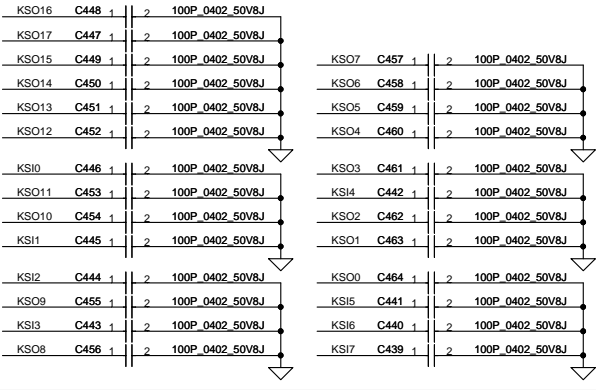 KSO16 C448 1 2 100P_0402_50V8J
KSO17 C447 1 2 100P_0402_50V8J
KSO15 C449 1 2 100P_0402_50V8J
KSO14 C450 1 2 100P_0402_50V8J
KSO13 C451 1 2 100P_0402_50V8J
KSO12 C452 1 2 100P_0402_50V8J
KSI0 C446 1 2 100P_0402_50V8J
KSO11 C453 1 2 100P_0402_50V8J
KSO10 C454 1 2 100P_0402_50V8J
KSI1 C445 1 2 100P_0402_50V8J
KSI2 C444 1 2 100P_0402_50V8J
KSO9 C455 1 2 100P_0402_50V8J
KSI3 C443 1 2 100P_0402_50V8J
KSO8 C456 1 2 100P_0402_50V8J
KSO7 C457 1 2 100P_0402_50V8J
KSO6 C458 1 2 100P_0402_50V8J
KSO5 C459 1 2 100P_0402_50V8J
KSO4 C460 1 2 100P_0402_50V8J
KSO3 C461 1 2 100P_0402_50V8J
KSI4 C442 1 2 100P_0402_50V8J
KSO2 C462 1 2 100P_0402_50V8J
KSO1 C463 1 2 100P_0402_50V8J
KSO0 C464 1 2 100P_0402_50V8J
KSI5 C441 1 2 100P_0402_50V8J
KSI6 C440 1 2 100P_0402_50V8J
KSI7 C439 1 2 100P_0402_50V8J